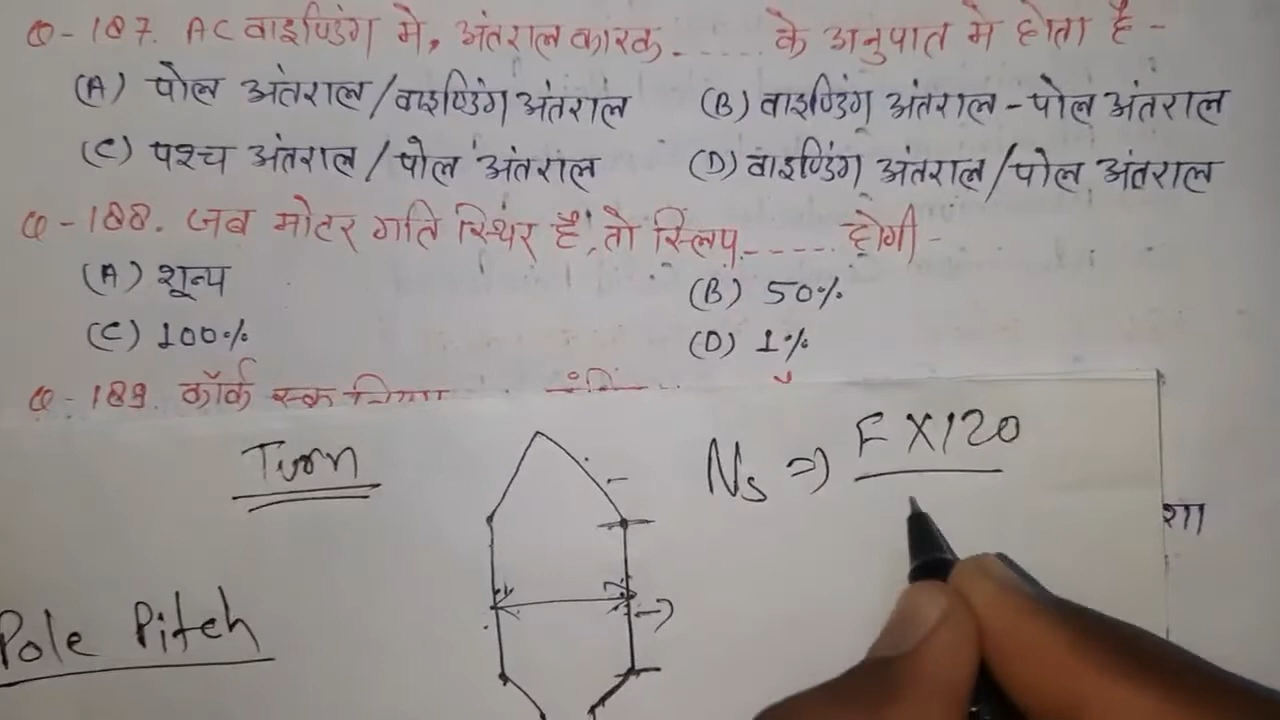 Q-187. AC वाइण्डिंग मे, अंतराल कारक ...... के अनुपात मे होता है -
(A) पोल अंतराल/वाइण्डिंग अंतराल (B) वाइण्डिंग अंतराल-पोल अंतराल
(C) पश्च अंतराल/पोल अंतराल (D) वाइण्डिंग अंतराल/पोल अंतराल
Q-188. जब मोटर गति स्थिर है, तो स्लिप ------ होगी -
(A) शून्य (B) 50%
(C) 100% (D) 1%
Q-189. कॉर्क स्क्रू
Turn
Ns => F X 120
Pole Pitch